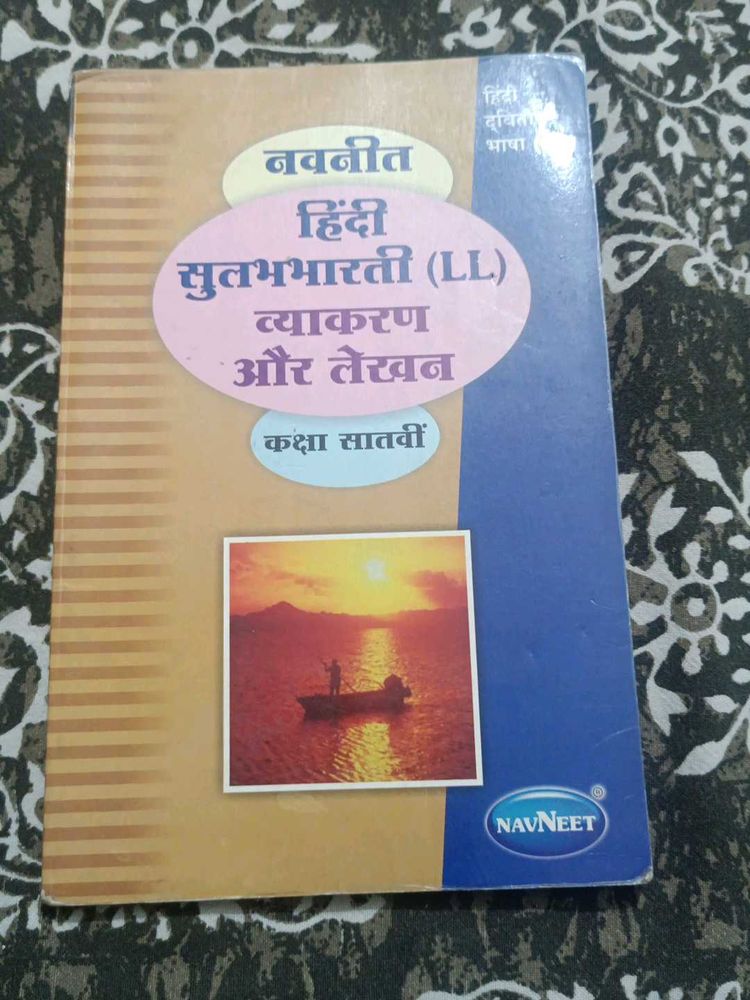 हिंदी
भाषा
नवनीत
हिंदी
सुलभभारती (LL)
व्याकरण
और लेखन
कक्षा सातवीं
NAVNEET